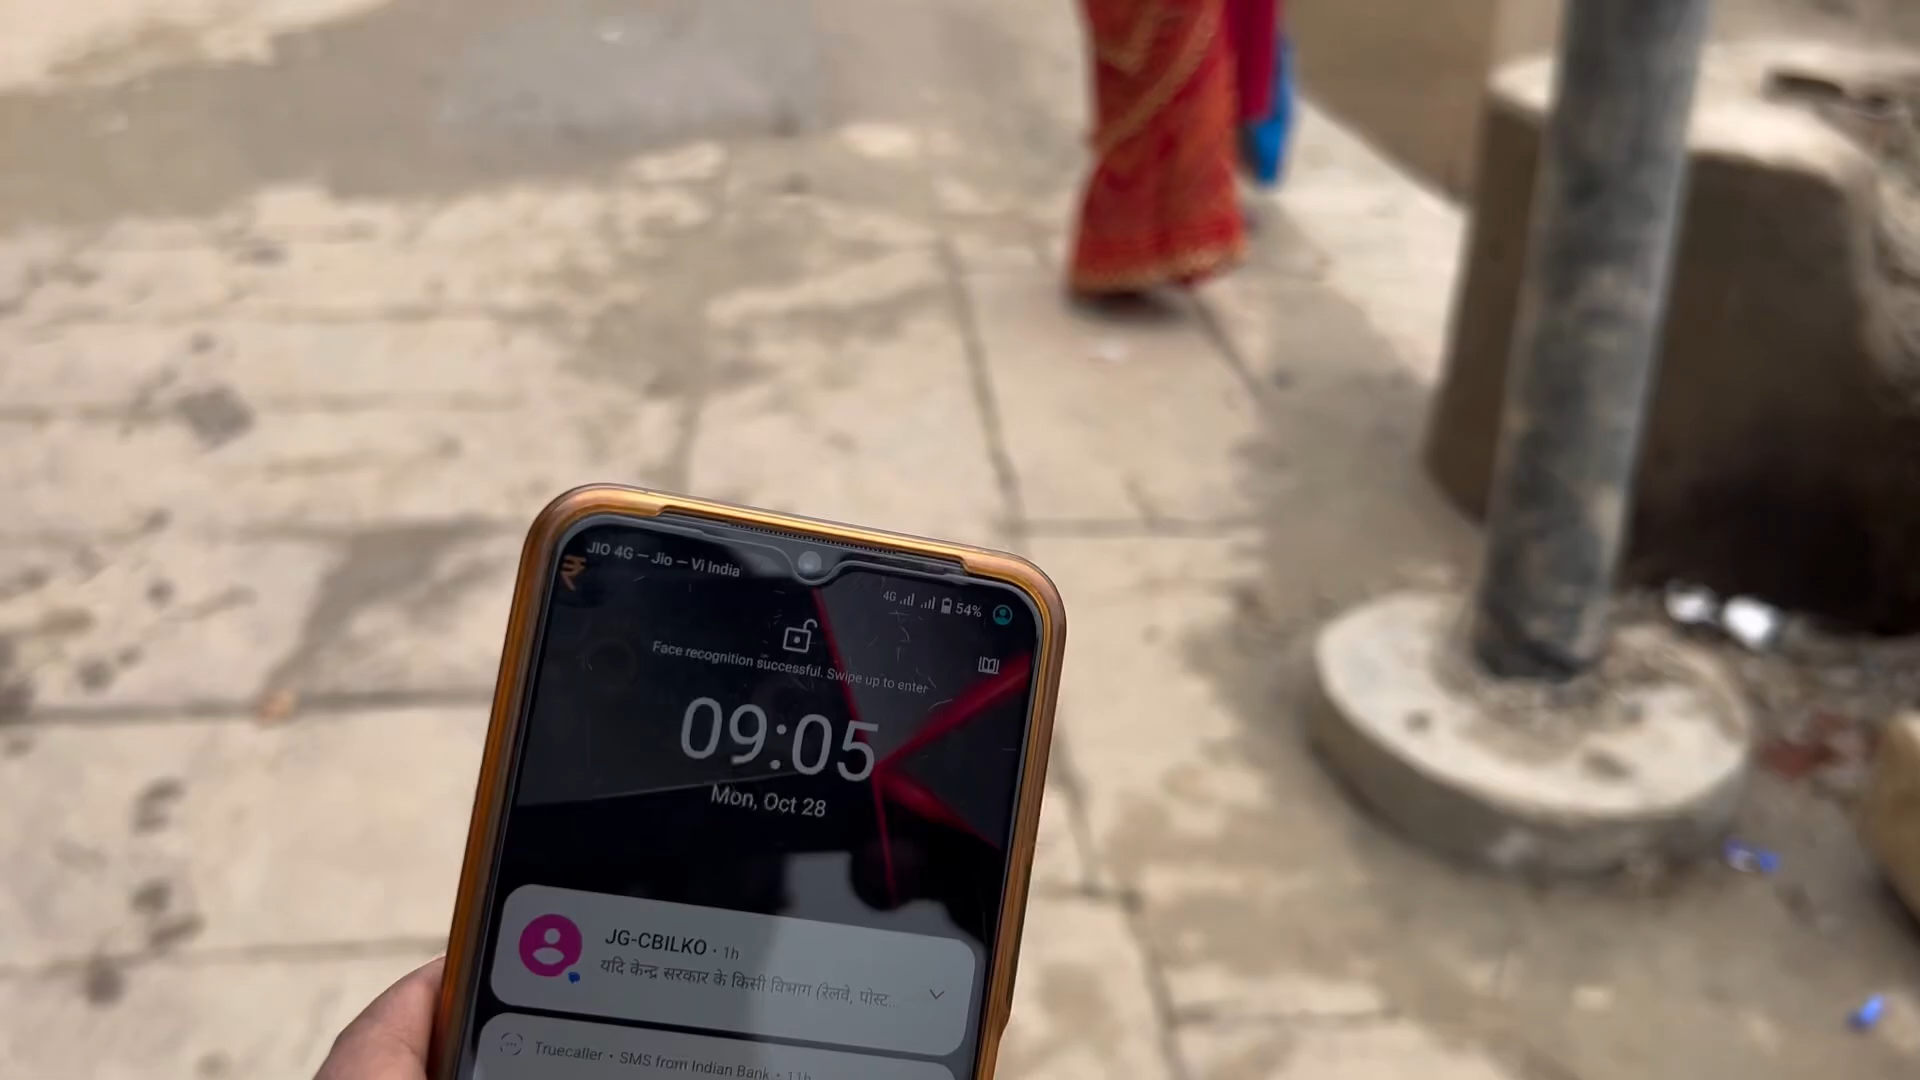 JIO 4G — Jio — Vi India
₹
4G 54%
Face recognition successful. Swipe up to enter
09:05
Mon, Oct 28
JG-CBILKO • 1h
यदि केन्द्र सरकार के किसी विभाग (रेलवे, पोस्ट...
Truecaller • SMS from Indian Bank • 11h